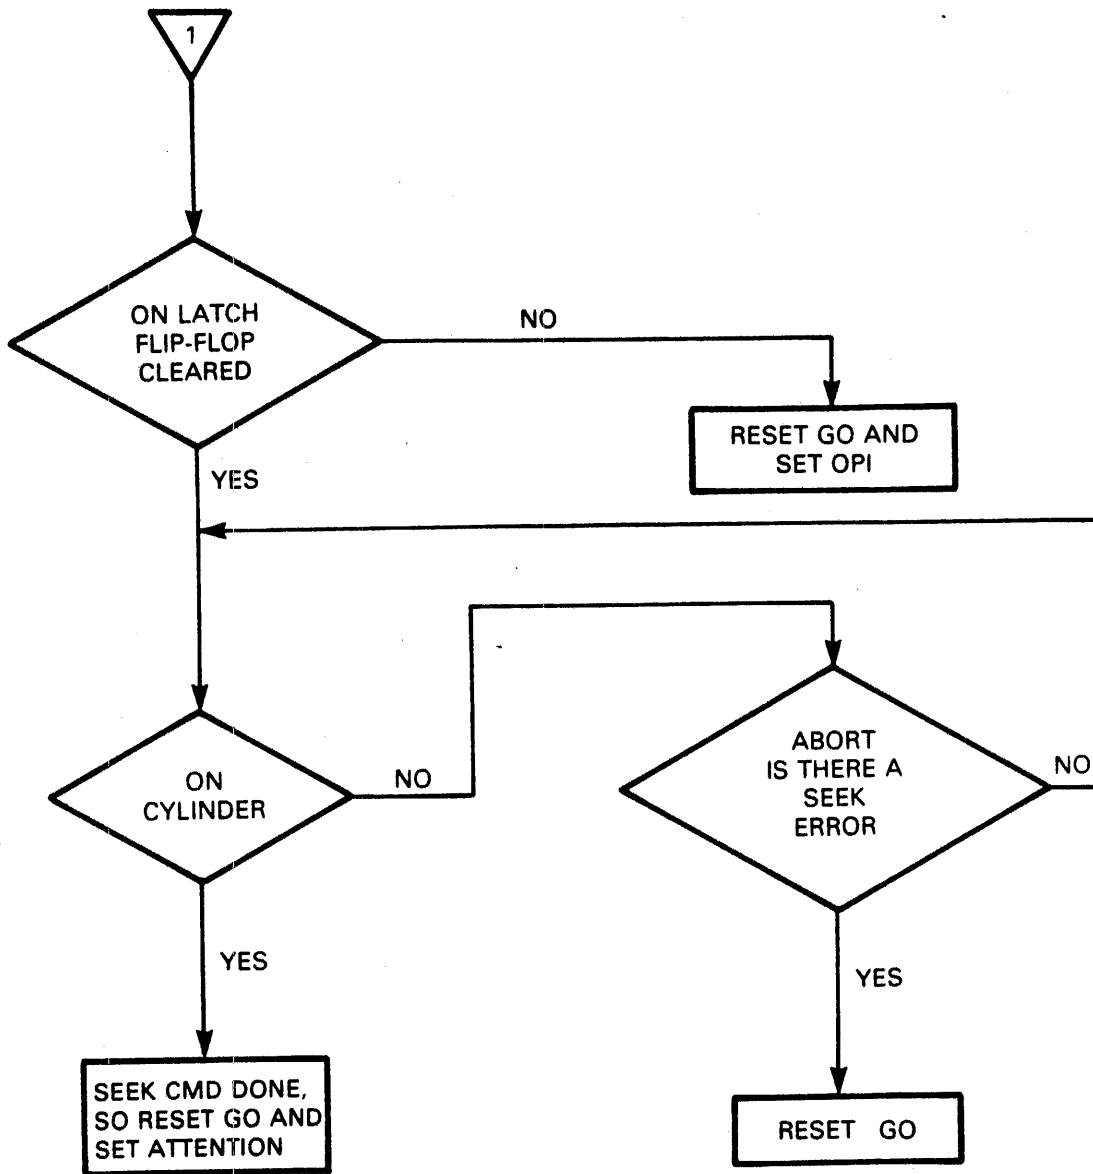 1
ON LATCH
FLIP-FLOP
CLEARED
NO
RESET GO AND
SET OPI
YES
ON
CYLINDER
NO
ABORT
IS THERE A
SEEK
ERROR
NO
YES
YES
SEEK CMD DONE,
SO RESET GO AND
SET ATTENTION
RESET GO